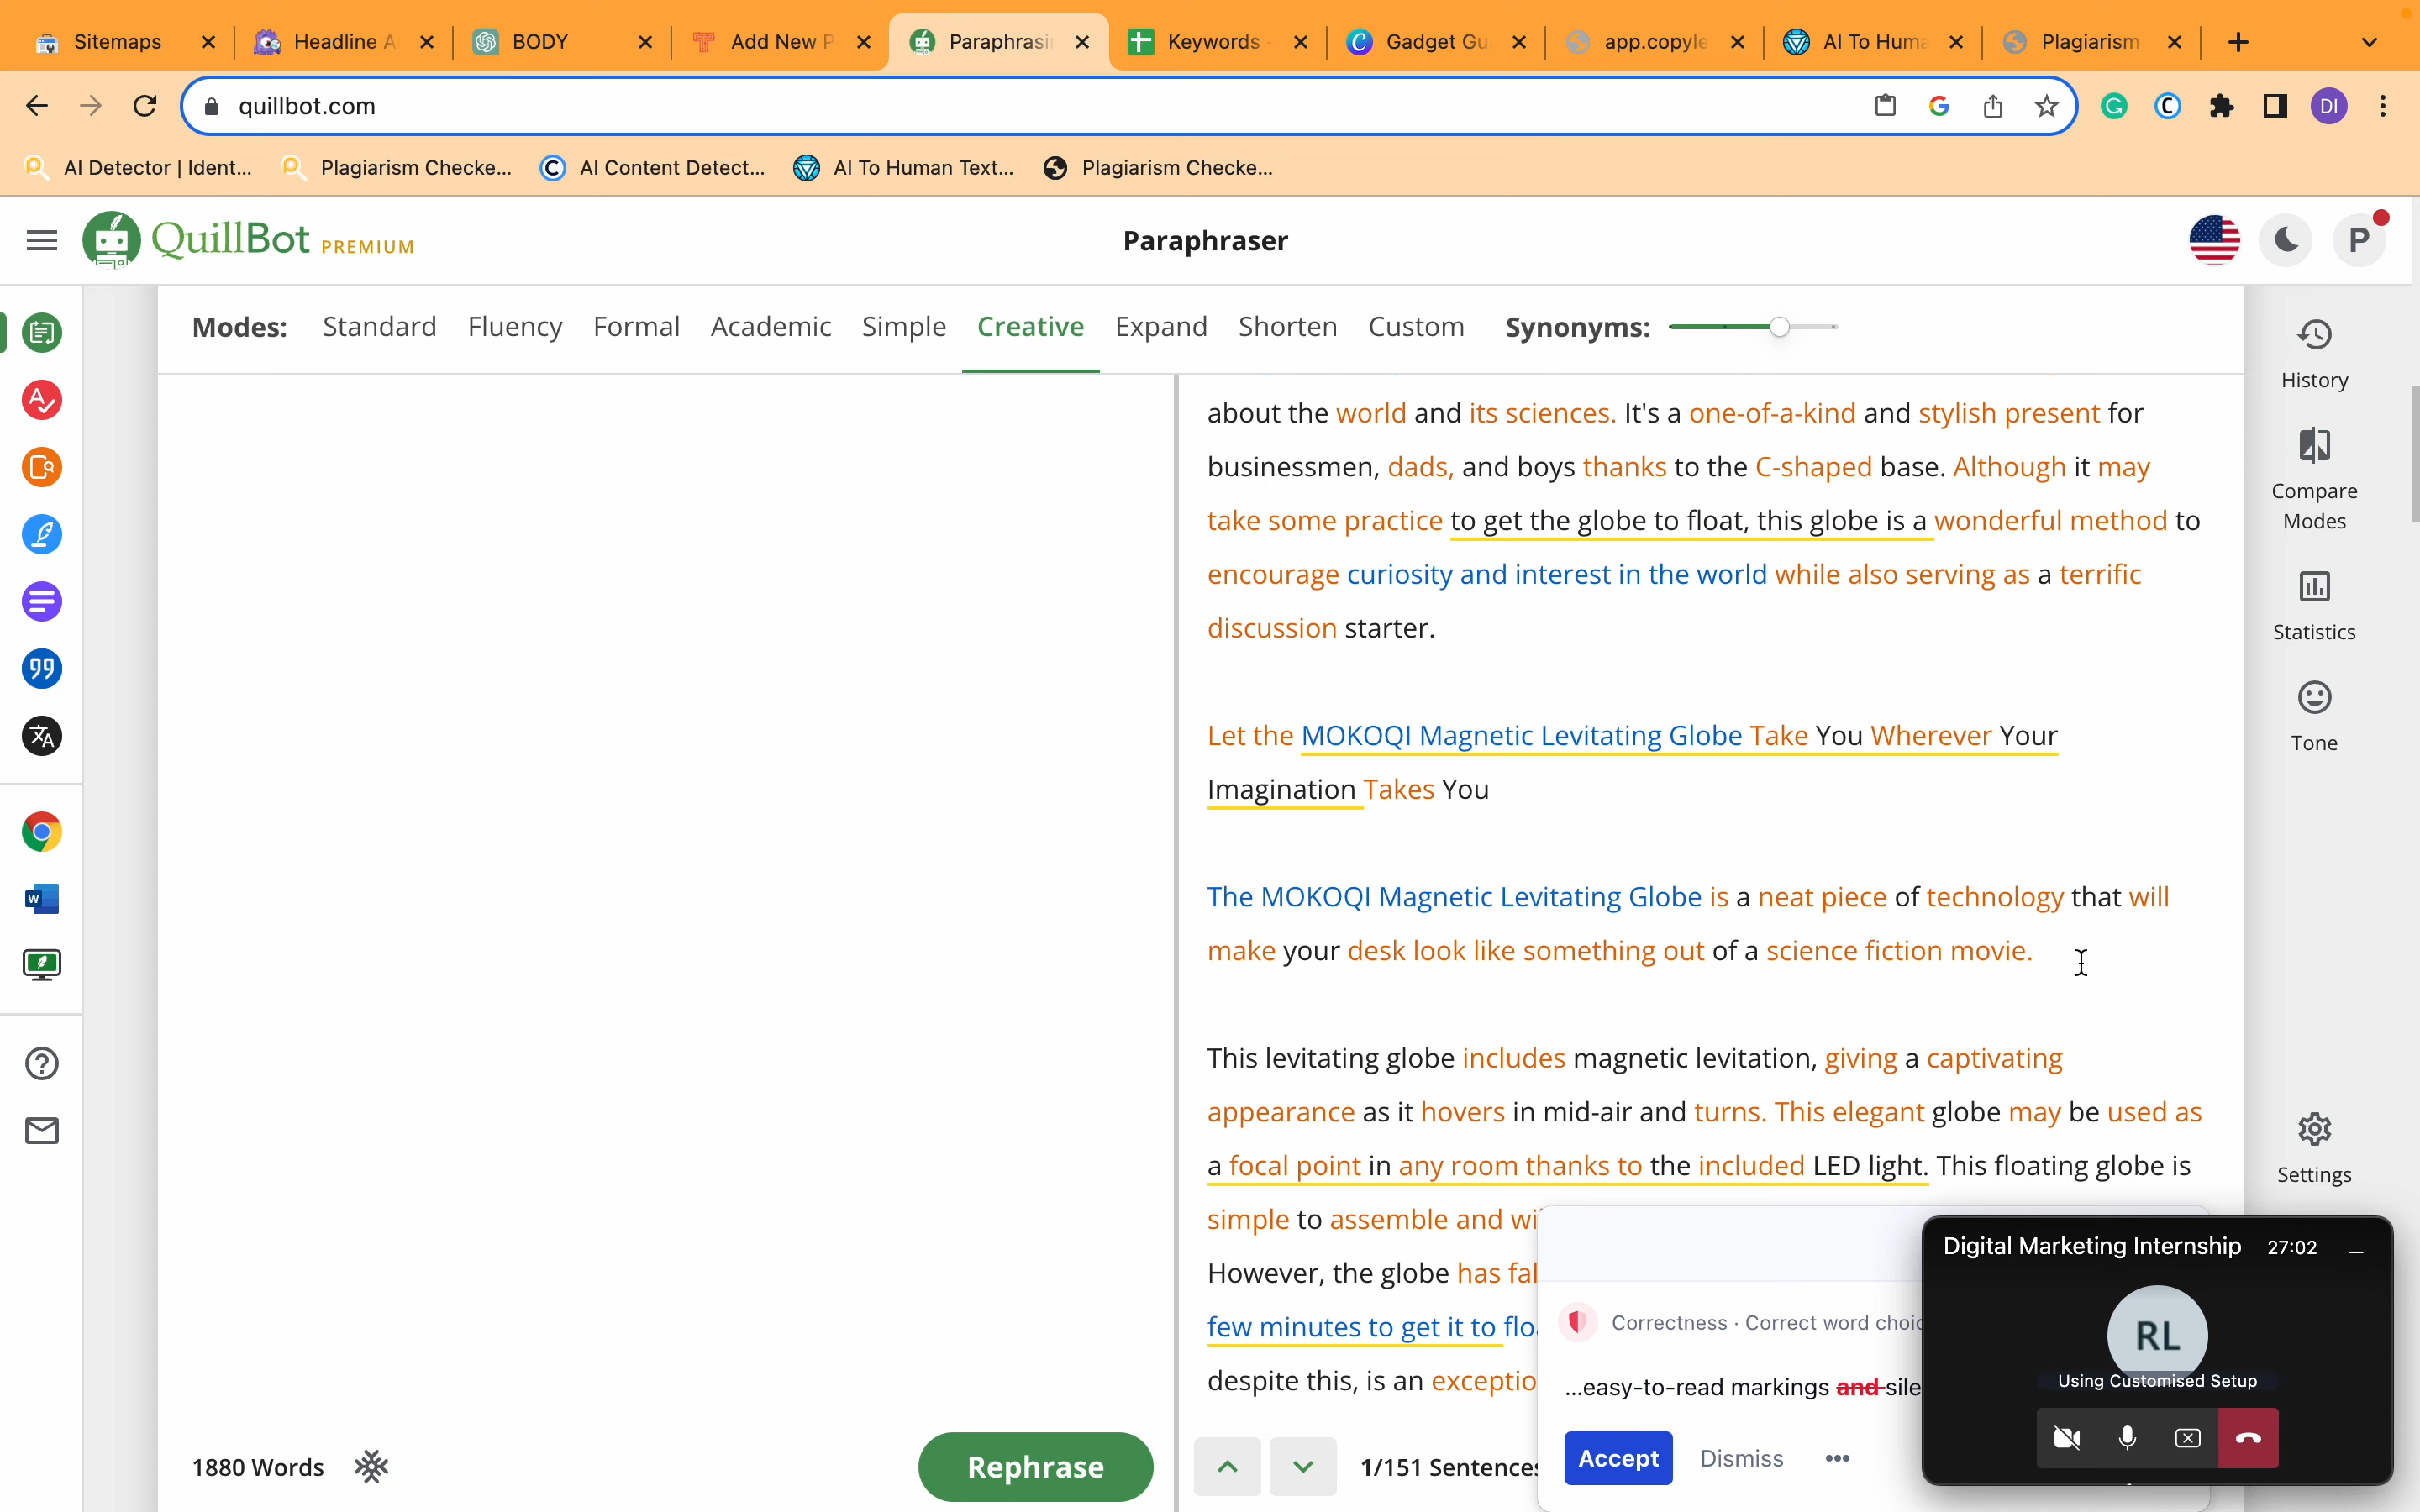 Sitemaps
Headline A
BODY
Add New P
Paraphrasi
Keywords -
Gadget Gu
app.copyle
AI To Huma
Plagiarism
quillbot.com
DI
AI Detector | Ident...
Plagiarism Checke...
AI Content Detect...
AI To Human Text...
Plagiarism Checke...
QuillBot PREMIUM
Paraphraser
P
Modes: Standard Fluency Formal Academic Simple Creative Expand Shorten Custom Synonyms:
about the world and its sciences. It's a one-of-a-kind and stylish present for
businessmen, dads, and boys thanks to the C-shaped base. Although it may
take some practice to get the globe to float, this globe is a wonderful method to
encourage curiosity and interest in the world while also serving as a terrific
discussion starter.
Let the MOKOQI Magnetic Levitating Globe Take You Wherever Your
Imagination Takes You
The MOKOQI Magnetic Levitating Globe is a neat piece of technology that will
make your desk look like something out of a science fiction movie.
This levitating globe includes magnetic levitation, giving a captivating
appearance as it hovers in mid-air and turns. This elegant globe may be used as
a focal point in any room thanks to the included LED light. This floating globe is
simple to assemble and wi
However, the globe has fal
few minutes to get it to floa
despite this, is an exceptio
History
Compare
Modes
Statistics
Tone
Settings
1880 Words
Rephrase
1/151 Sentences
Correctness · Correct word choic
...easy-to-read markings and sile
Accept
Dismiss
Digital Marketing Internship 27:02
RL
Using Customised Setup